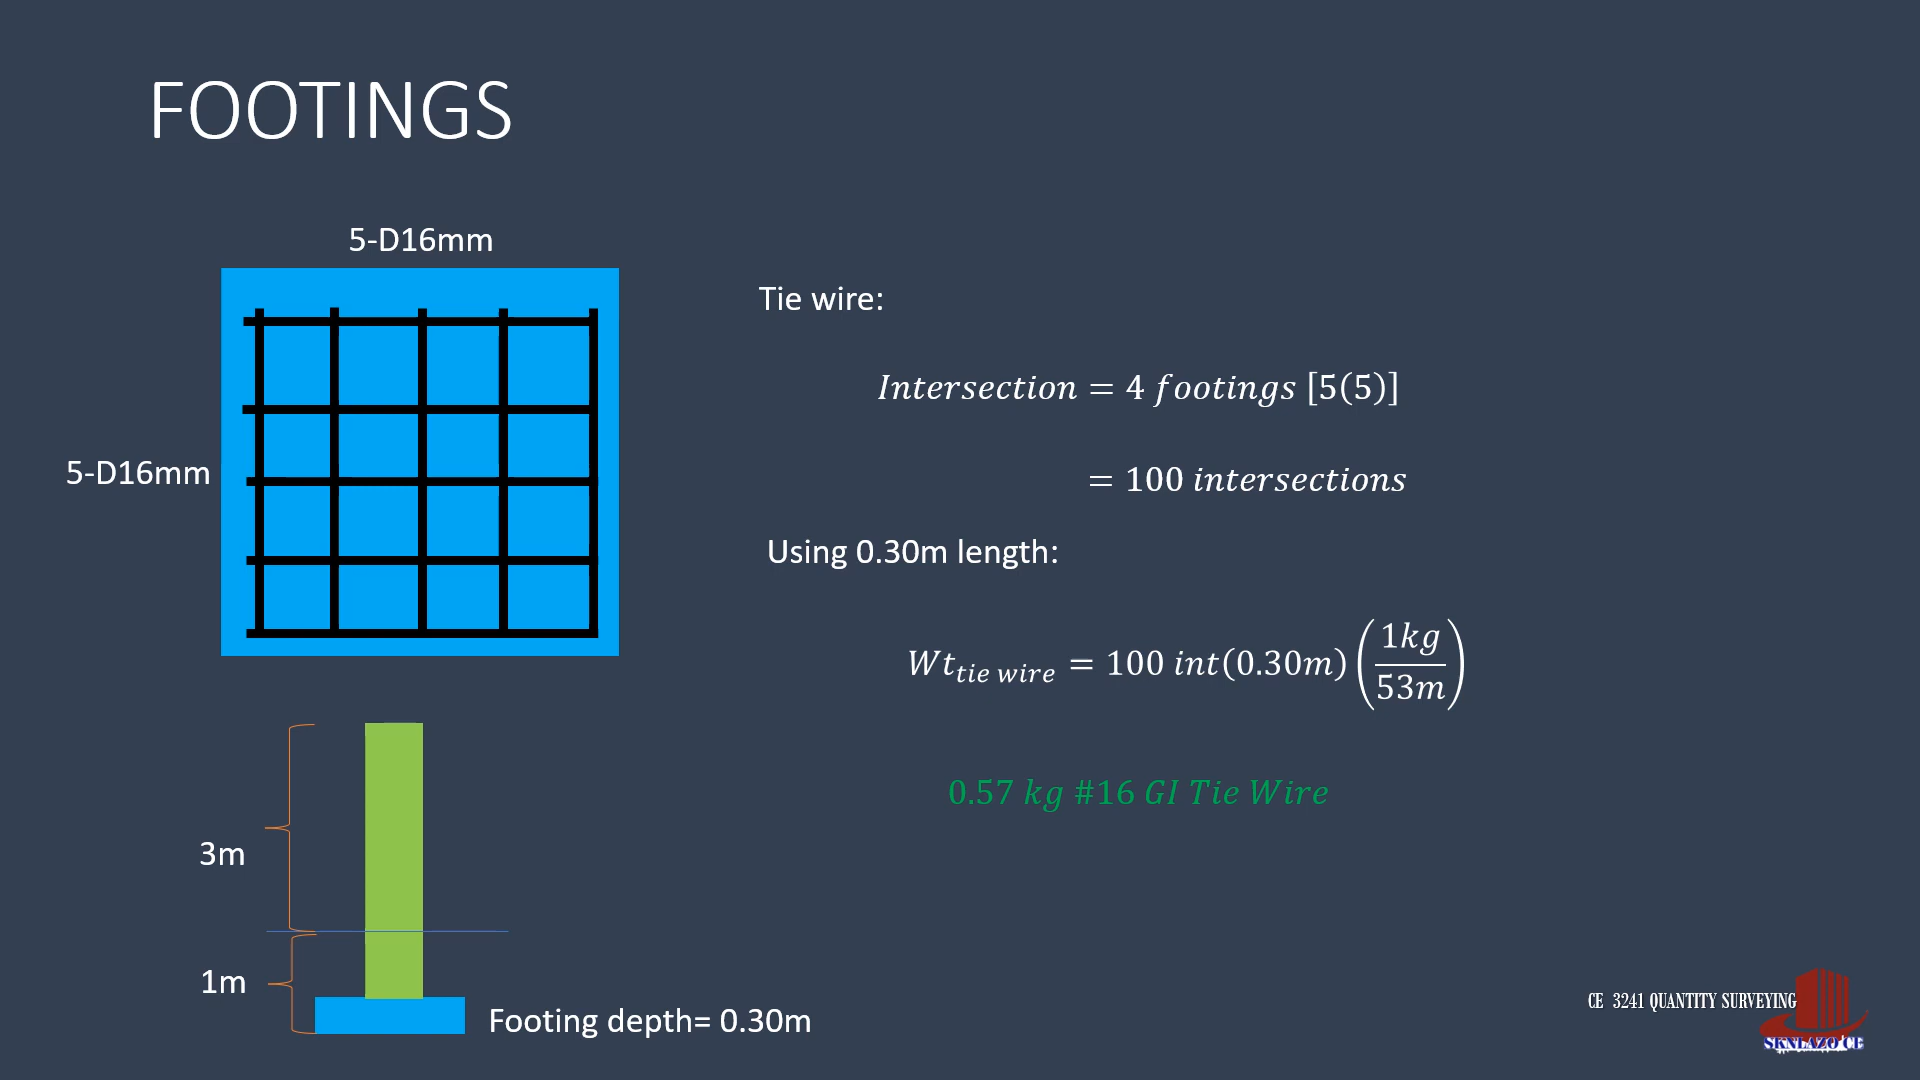 FOOTINGS
5-D16mm
5-D16mm
Tie wire:
Intersection = 4 footings [5(5)]
= 100 intersections
Using 0.30m length:
Wt_{tie wire} = 100 int(0.30m) (1kg/53m)
0.57 kg #16 GI Tie Wire
3m
1m
Footing depth= 0.30m
CE 3241 QUANTITY SURVEYING